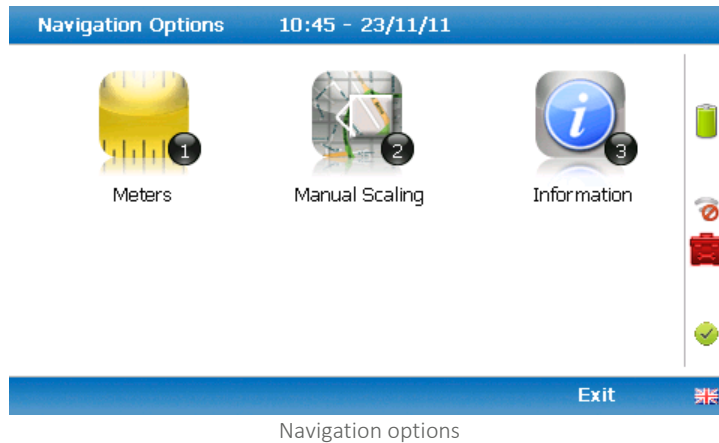 Navigation Options 10:45 - 23/11/11
1 2 3
Meters Manual Scaling Information
Exit
Navigation options